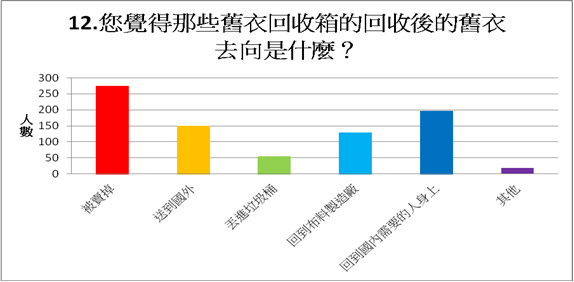 12.您覺得那些舊衣回收箱的回收後的舊衣
去向是什麼？
人數
300
250
200
150
100
50
0
被賣掉
送到國外
丟進垃圾桶
回到布料製造廠
回到國內需要的人身上
其他